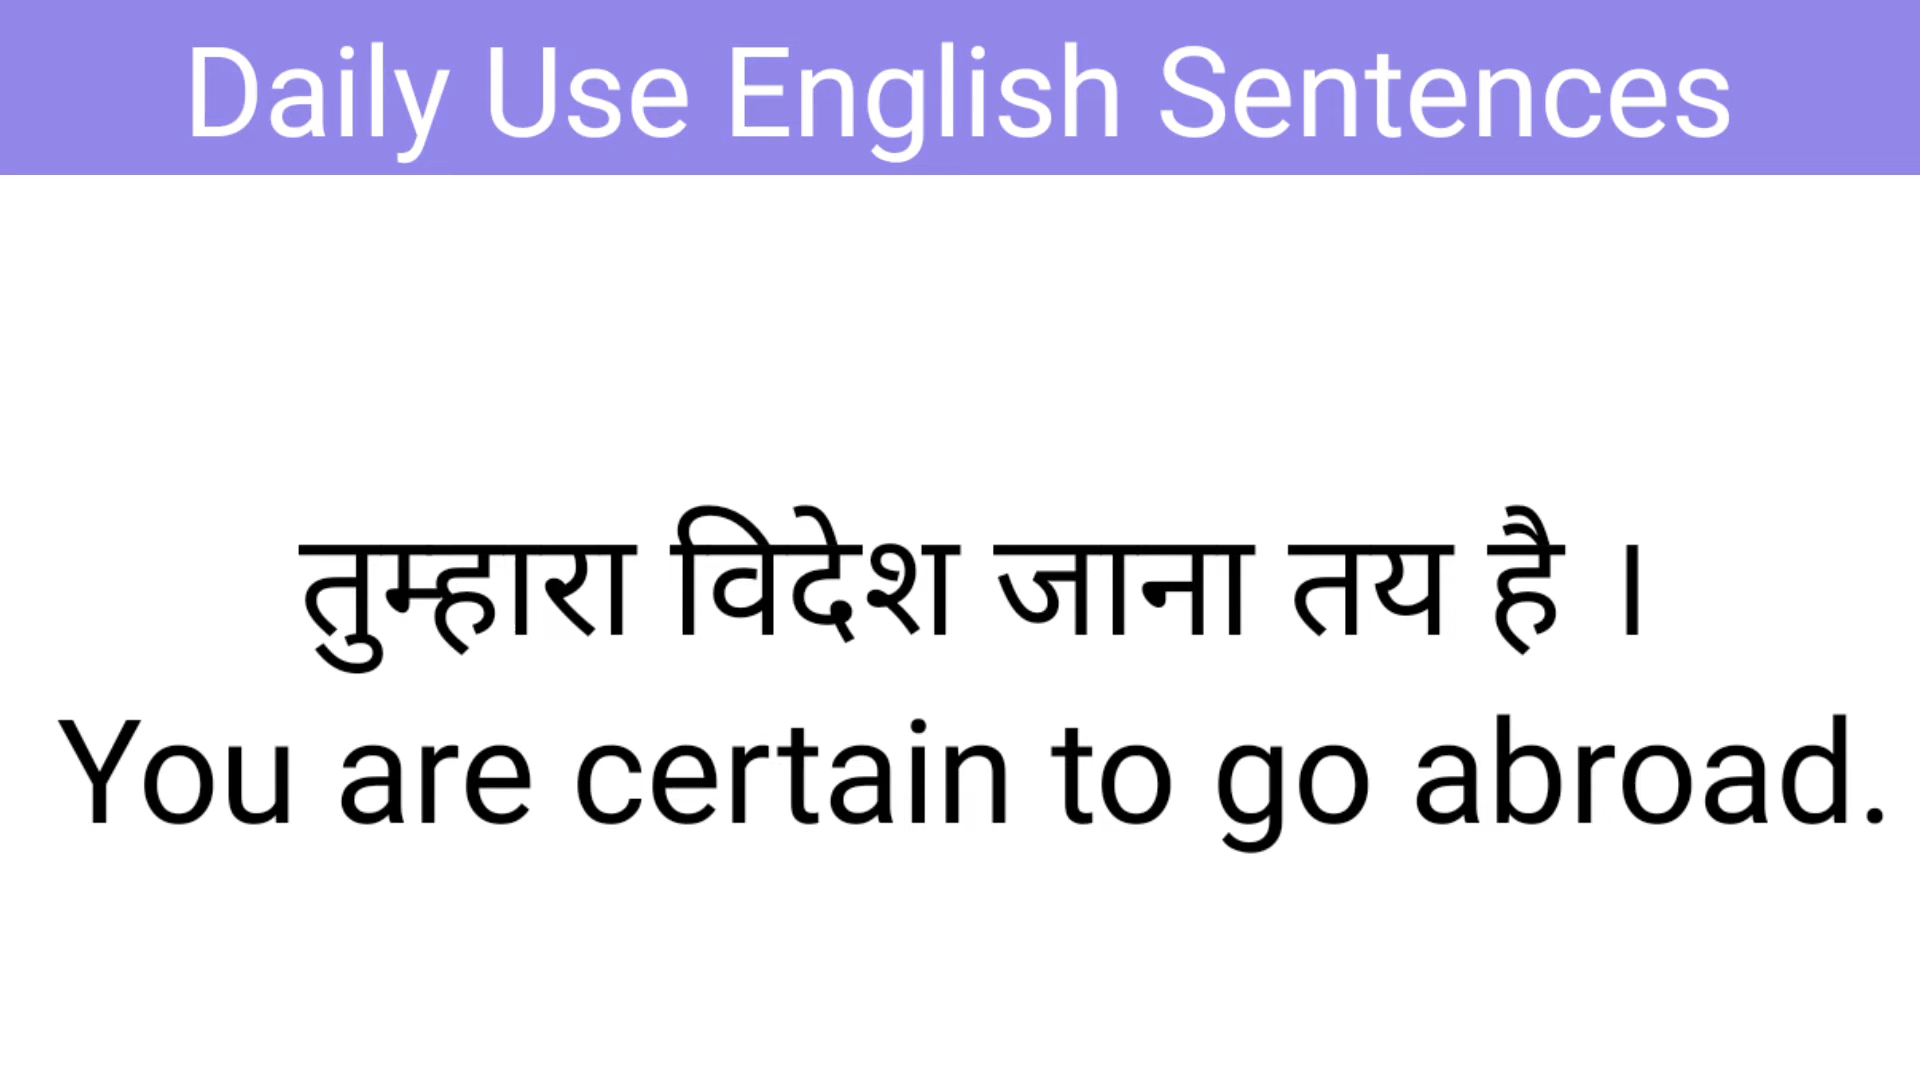 Daily Use English Sentences
तुम्हारा विदेश जाना तय है ।
You are certain to go abroad.